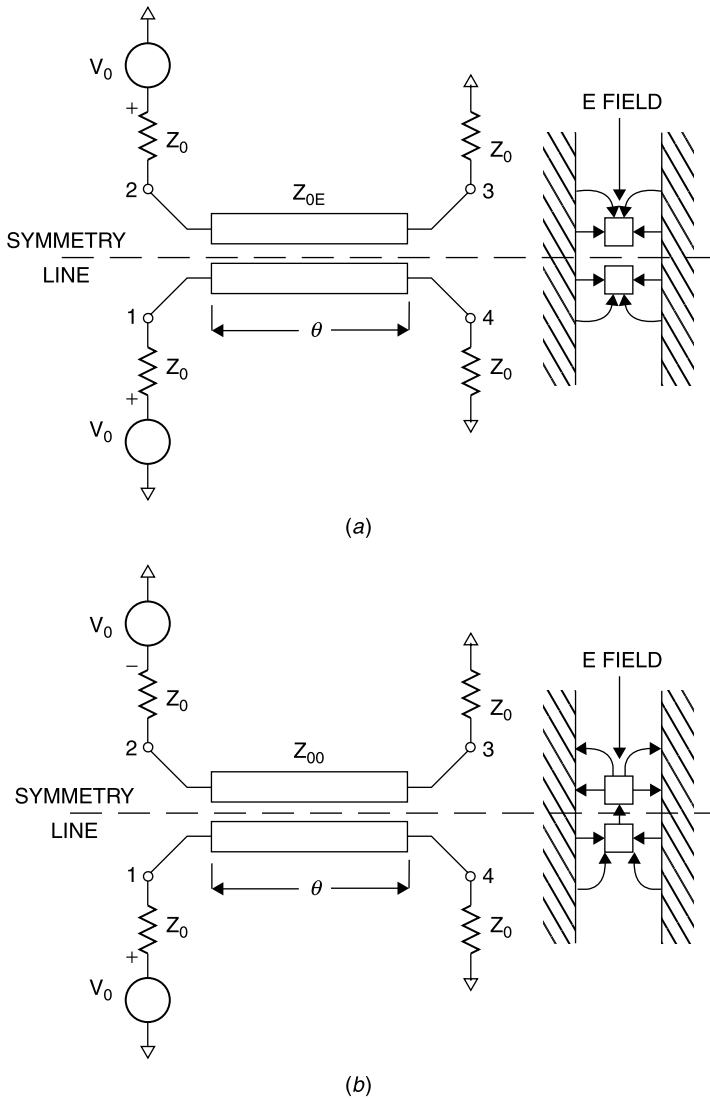 V₀
+
Z₀
Z₀
E FIELD
2
Z₀E
3
SYMMETRY
LINE
1
θ
4
Z₀
Z₀
+
V₀
(a)
V₀
−
Z₀
Z₀
E FIELD
2
Z₀₀
3
SYMMETRY
LINE
1
θ
4
Z₀
Z₀
+
V₀
(b)